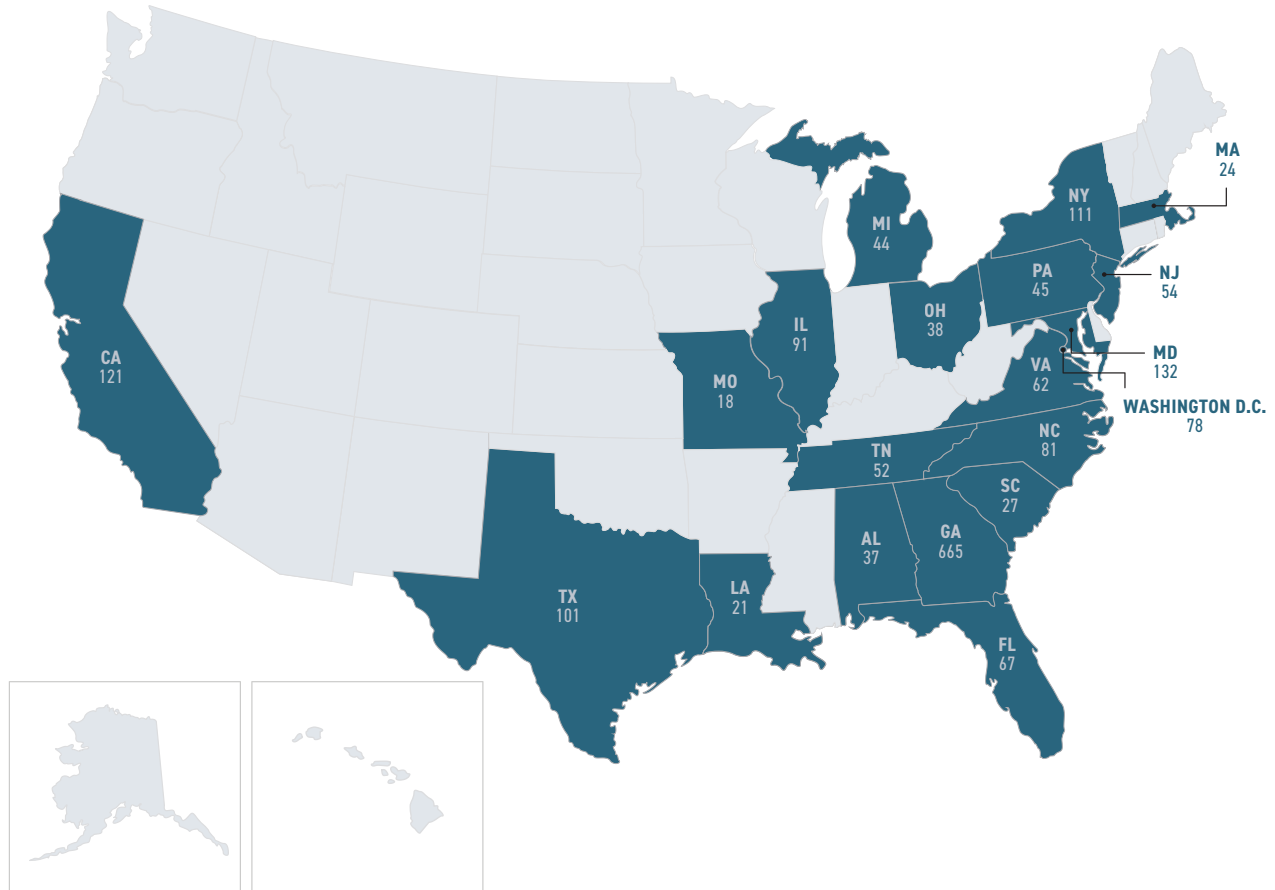 MA
24
NY
111
MI
44
PA
45
NJ
54
OH
38
IL
91
CA
121
MD
132
VA
62
MO
18
WASHINGTON D.C.
78
NC
81
TN
52
SC
27
AL
37
GA
665
LA
21
TX
101
FL
67